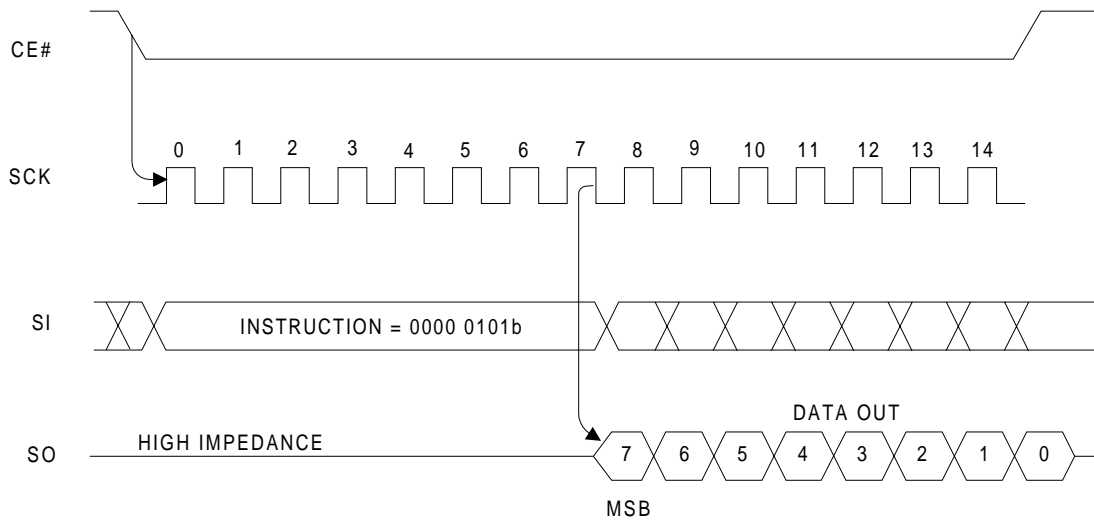 CE#
0 1 2 3 4 5 6 7 8 9 10 11 12 13 14
SCK
SI
INSTRUCTION = 0000 0101b
DATA OUT
HIGH IMPEDANCE
SO
7 6 5 4 3 2 1 0
MSB